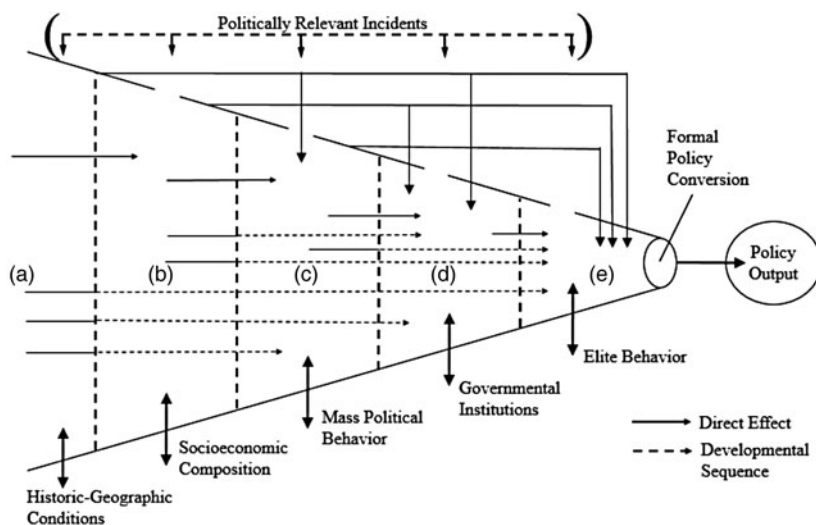 Politically Relevant Incidents
Formal
Policy
Conversion
(a)
(b)
(c)
(d)
(e)
Policy
Output
Elite Behavior
Governmental
Institutions
Mass Political
Behavior
Socioeconomic
Composition
Historic-Geographic
Conditions
Direct Effect
Developmental
Sequence